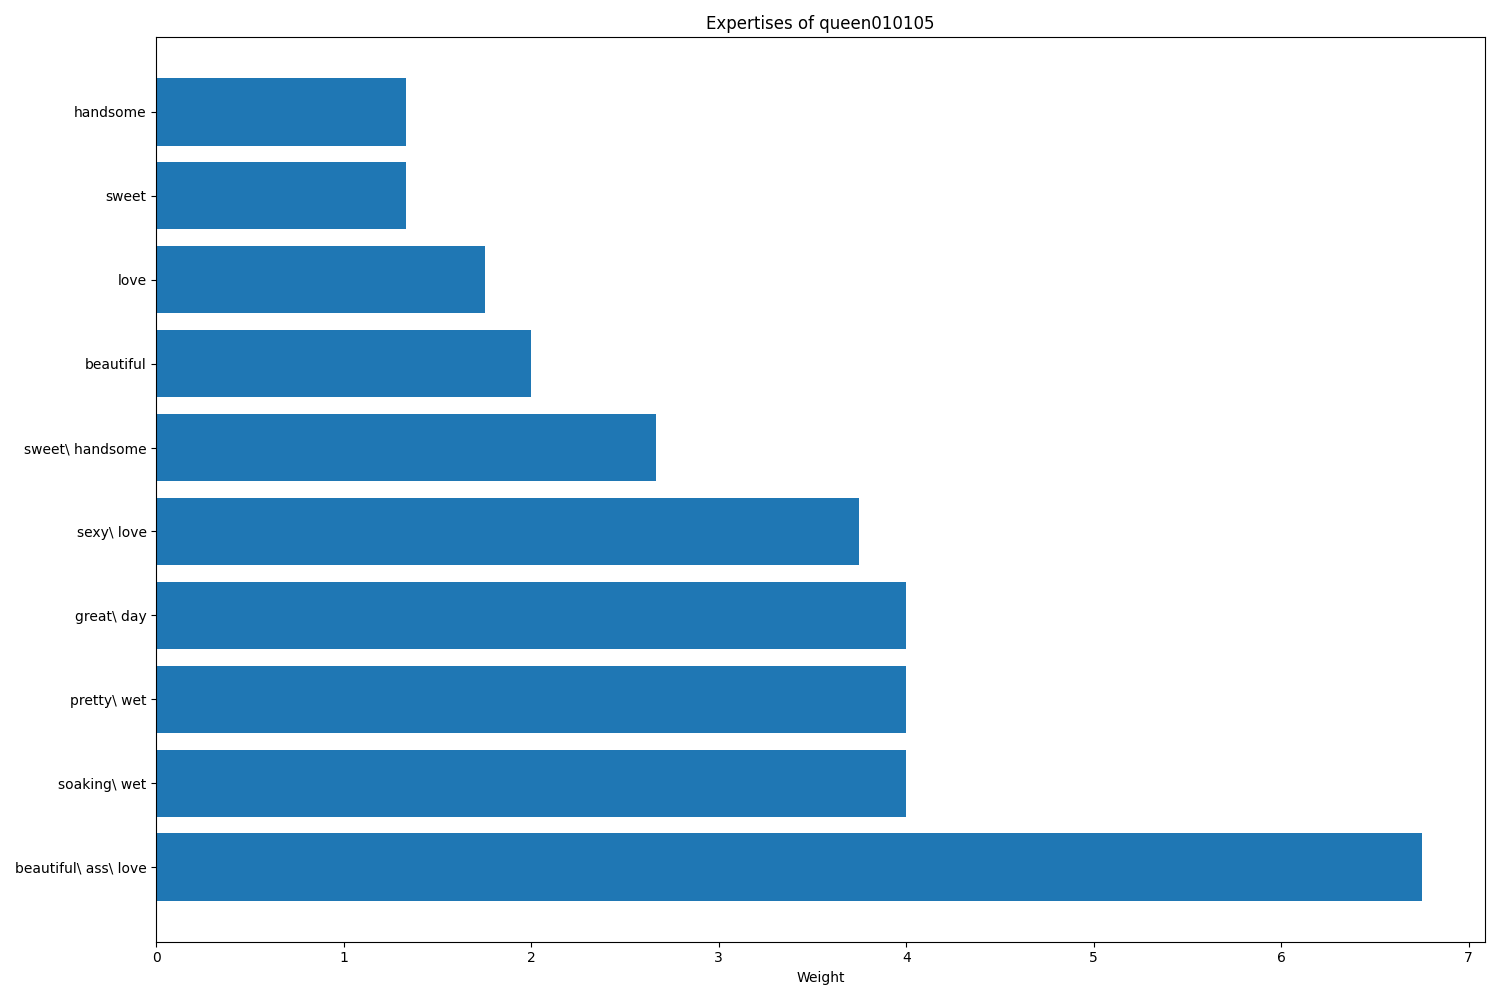 Expertises of queen010105
handsome
sweet
love
beautiful
sweet\ handsome
sexy\ love
great\ day
pretty\ wet
soaking\ wet
beautiful\ ass\ love
0 1 2 3 4 5 6 7
Weight